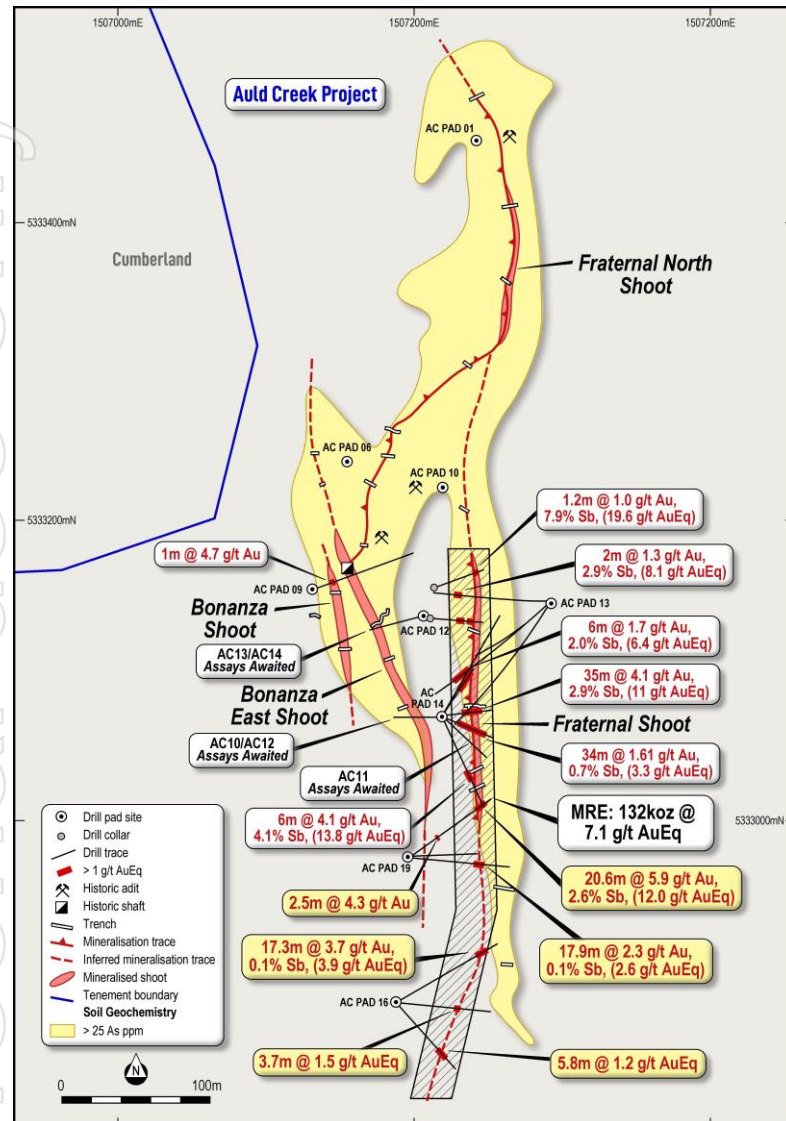 1507000mE
1507200mE
1507200mE
Auld Creek Project
AC PAD 01
5333400mN
Cumberland
Fraternal North
Shoot
AC PAD 06
AC PAD 10
5333200mN
1.2m @ 1.0 g/t Au,
7.9% Sb, (19.6 g/t AuEq)
1m @ 4.7 g/t Au
2m @ 1.3 g/t Au,
2.9% Sb, (8.1 g/t AuEq)
AC PAD 09
AC PAD 13
Bonanza
Shoot
AC PAD 12
6m @ 1.7 g/t Au,
2.0% Sb, (6.4 g/t AuEq)
AC13/AC14
Assays Awaited
35m @ 4.1 g/t Au,
2.9% Sb, (11 g/t AuEq)
AC
PAD 14
Bonanza
East Shoot
Fraternal Shoot
AC10/AC12
Assays Awaited
34m @ 1.61 g/t Au,
0.7% Sb, (3.3 g/t AuEq)
AC11
Assays Awaited
MRE: 132koz @
7.1 g/t AuEq
6m @ 4.1 g/t Au,
4.1% Sb, (13.8 g/t AuEq)
5333000mN
AC PAD 19
20.6m @ 5.9 g/t Au,
2.6% Sb, (12.0 g/t AuEq)
2.5m @ 4.3 g/t Au
17.3m @ 3.7 g/t Au,
0.1% Sb, (3.9 g/t AuEq)
17.9m @ 2.3 g/t Au,
0.1% Sb, (2.6 g/t AuEq)
AC PAD 16
3.7m @ 1.5 g/t AuEq
5.8m @ 1.2 g/t AuEq
Drill pad site
Drill collar
Drill trace
> 1 g/t AuEq
Historic adit
Historic shaft
Trench
Mineralisation trace
Inferred mineralisation trace
Mineralised shoot
Tenement boundary
Soil Geochemistry
> 25 As ppm
N
0 100m